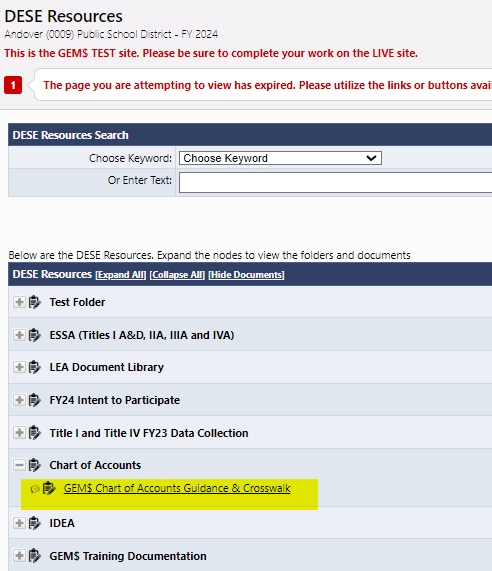 DESE Resources
Andover (0009) Public School District - FY 2024
This is the GEM$ TEST site. Please be sure to complete your work on the LIVE site.
1 The page you are attempting to view has expired. Please utilize the links or buttons avai
DESE Resources Search
Choose Keyword: Choose Keyword
Or Enter Text:
Below are the DESE Resources. Expand the nodes to view the folders and documents
DESE Resources [Expand All] [Collapse All] [Hide Documents]
Test Folder
ESSA (Titles I A&D, IIA, IIIA and IVA)
LEA Document Library
FY24 Intent to Participate
Title I and Title IV FY23 Data Collection
Chart of Accounts
GEM$ Chart of Accounts Guidance & Crosswalk
IDEA
GEM$ Training Documentation